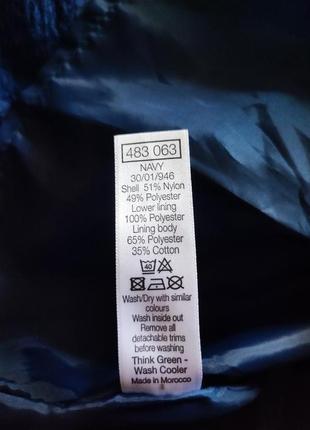 483 063
NAVY
30/01/946
Shell 51% Nylon
49% Polyester
Lower lining
100% Polyester
Lining body
65% Polyester
35% Cotton
40
Wash/Dry with similar
colours
Wash inside out
Remove all
detachable trims
before washing
Think Green -
Wash Cooler
Made in Morocco